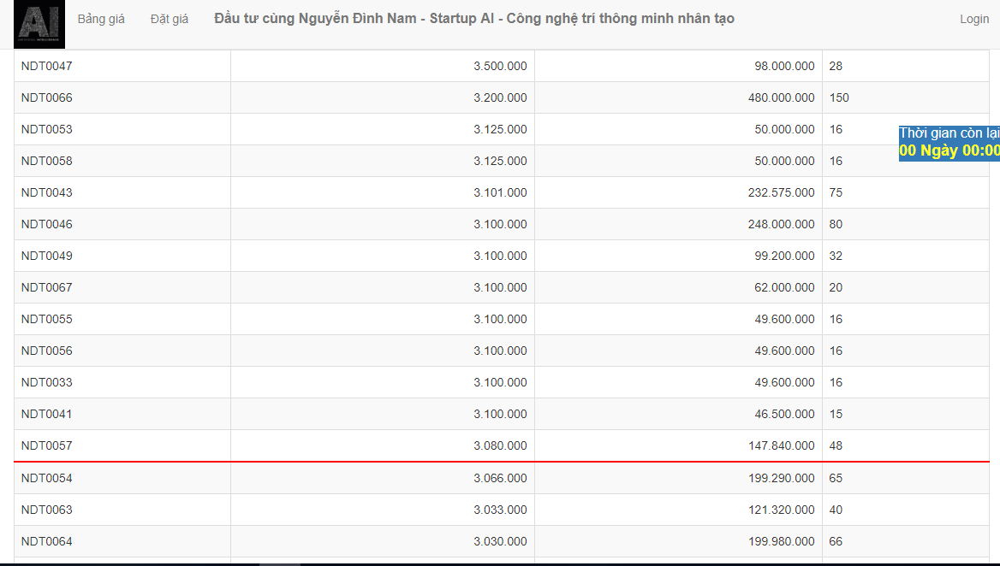 AI
ARTIFICIAL INTELLIGENCE
Bảng giá Đặt giá Đầu tư cùng Nguyễn Đình Nam - Startup AI - Công nghệ trí thông minh nhân tạo Login
NDT0047 3.500.000 98.000.000 28
NDT0066 3.200.000 480.000.000 150
NDT0053 3.125.000 50.000.000 16
Thời gian còn lại
00 Ngày 00:00
NDT0058 3.125.000 50.000.000 16
NDT0043 3.101.000 232.575.000 75
NDT0046 3.100.000 248.000.000 80
NDT0049 3.100.000 99.200.000 32
NDT0067 3.100.000 62.000.000 20
NDT0055 3.100.000 49.600.000 16
NDT0056 3.100.000 49.600.000 16
NDT0033 3.100.000 49.600.000 16
NDT0041 3.100.000 46.500.000 15
NDT0057 3.080.000 147.840.000 48
NDT0054 3.066.000 199.290.000 65
NDT0063 3.033.000 121.320.000 40
NDT0064 3.030.000 199.980.000 66